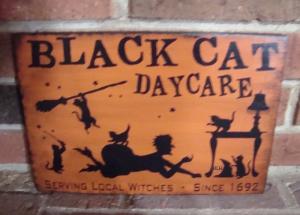 BLACK CAT
DAYCARE
SERVING LOCAL WITCHES - SINCE 1692